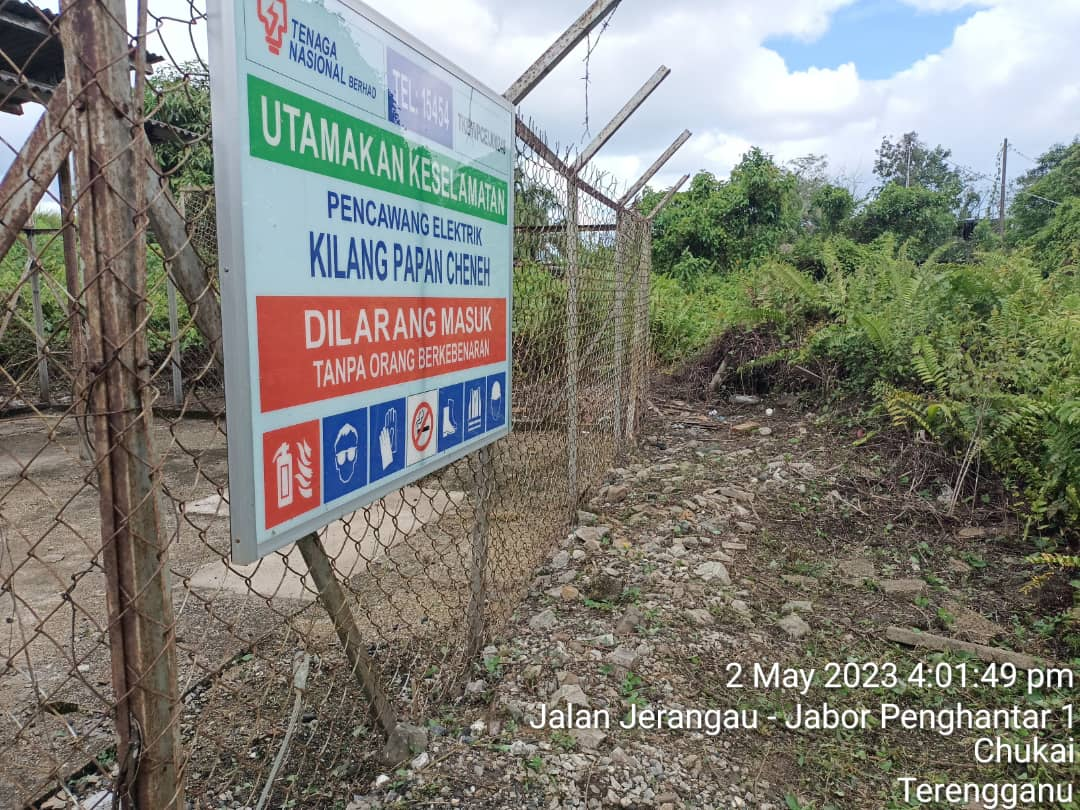 TENAGA
NASIONAL BERHAD
TEL: 15454
UTAMAKAN KESELAMATAN
PENCAWANG ELEKTRIK
KILANG PAPAN CHENEH
DILARANG MASUK
TANPA ORANG BERKEBENARAN
2 May 2023 4:01:49 pm
Jalan Jerangau - Jabor Penghantar 1
Chukai
Terengganu